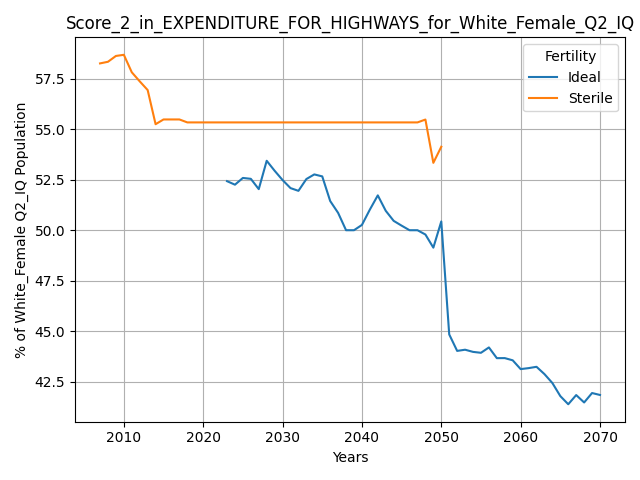 Score_2_in_EXPENDITURE_FOR_HIGHWAYS_for_White_Female_Q2_IQ
Fertility
Ideal
Sterile
% of White_Female Q2_IQ Population
57.5
55.0
52.5
50.0
47.5
45.0
42.5
2010 2020 2030 2040 2050 2060 2070
Years